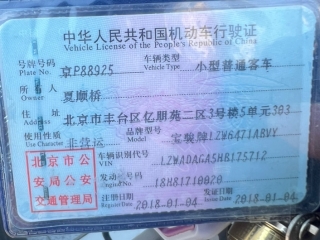 中华人民共和国机动车行驶证
Vehicle License of the People's Republic of China
号牌号码 京P88925 车辆类型 小型普通客车
Plate No. Vehicle Type
所有人 夏顺桥
Owner
住址 北京市丰台区亿朋苑二区3号楼5单元303
Address
使用性质 非营运 品牌型号 宝骏牌LZW6471ABVY
Use Character Model
北京市公安局公安交通管理局
车辆识别代号 LZWADAGA5HB175712
VIN
发动机号码 18H81710020
Engine No.
注册日期 2018-01-04 发证日期 2018-01-04
Register Date Issue Date